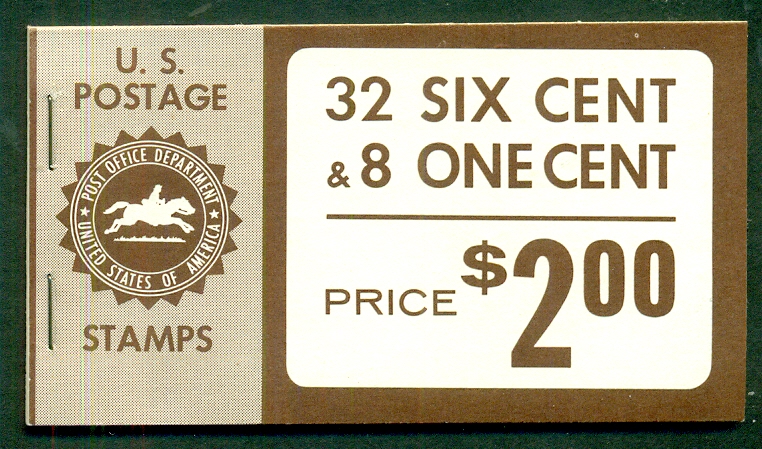 U. S.
POSTAGE
POST OFFICE DEPARTMENT
UNITED STATES OF AMERICA
STAMPS
32 SIX CENT
& 8 ONE CENT
PRICE $2.00